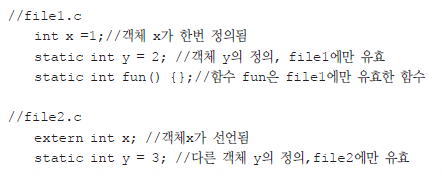 //file1.c
int x =1;//객체 x가 한번 정의됨
static int y = 2; //객체 y의 정의, file1에만 유효
static int fun() {};//함수 fun은 file1에만 유효한 함수
//file2.c
extern int x; //객체x가 선언됨
static int y = 3; //다른 객체 y의 정의,file2에만 유효